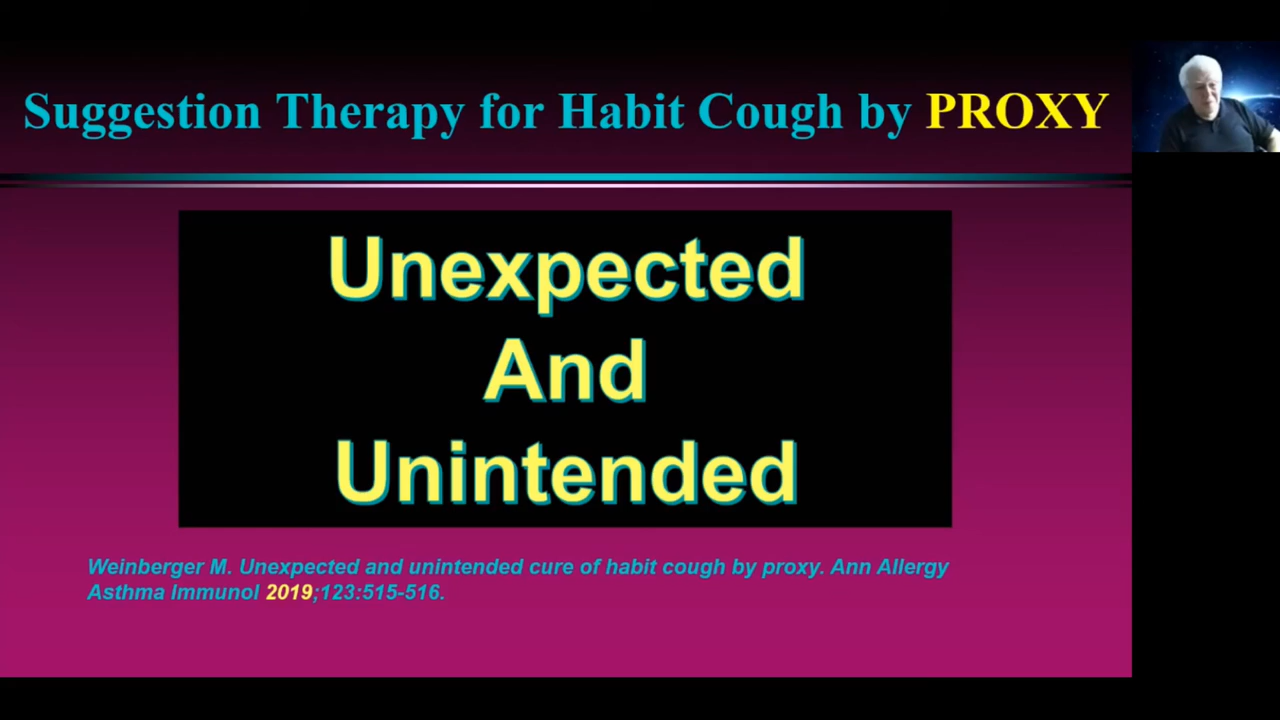 Suggestion Therapy for Habit Cough by PROXY
Unexpected
And
Unintended
Weinberger M. Unexpected and unintended cure of habit cough by proxy. Ann Allergy
Asthma Immunol 2019;123:515-516.